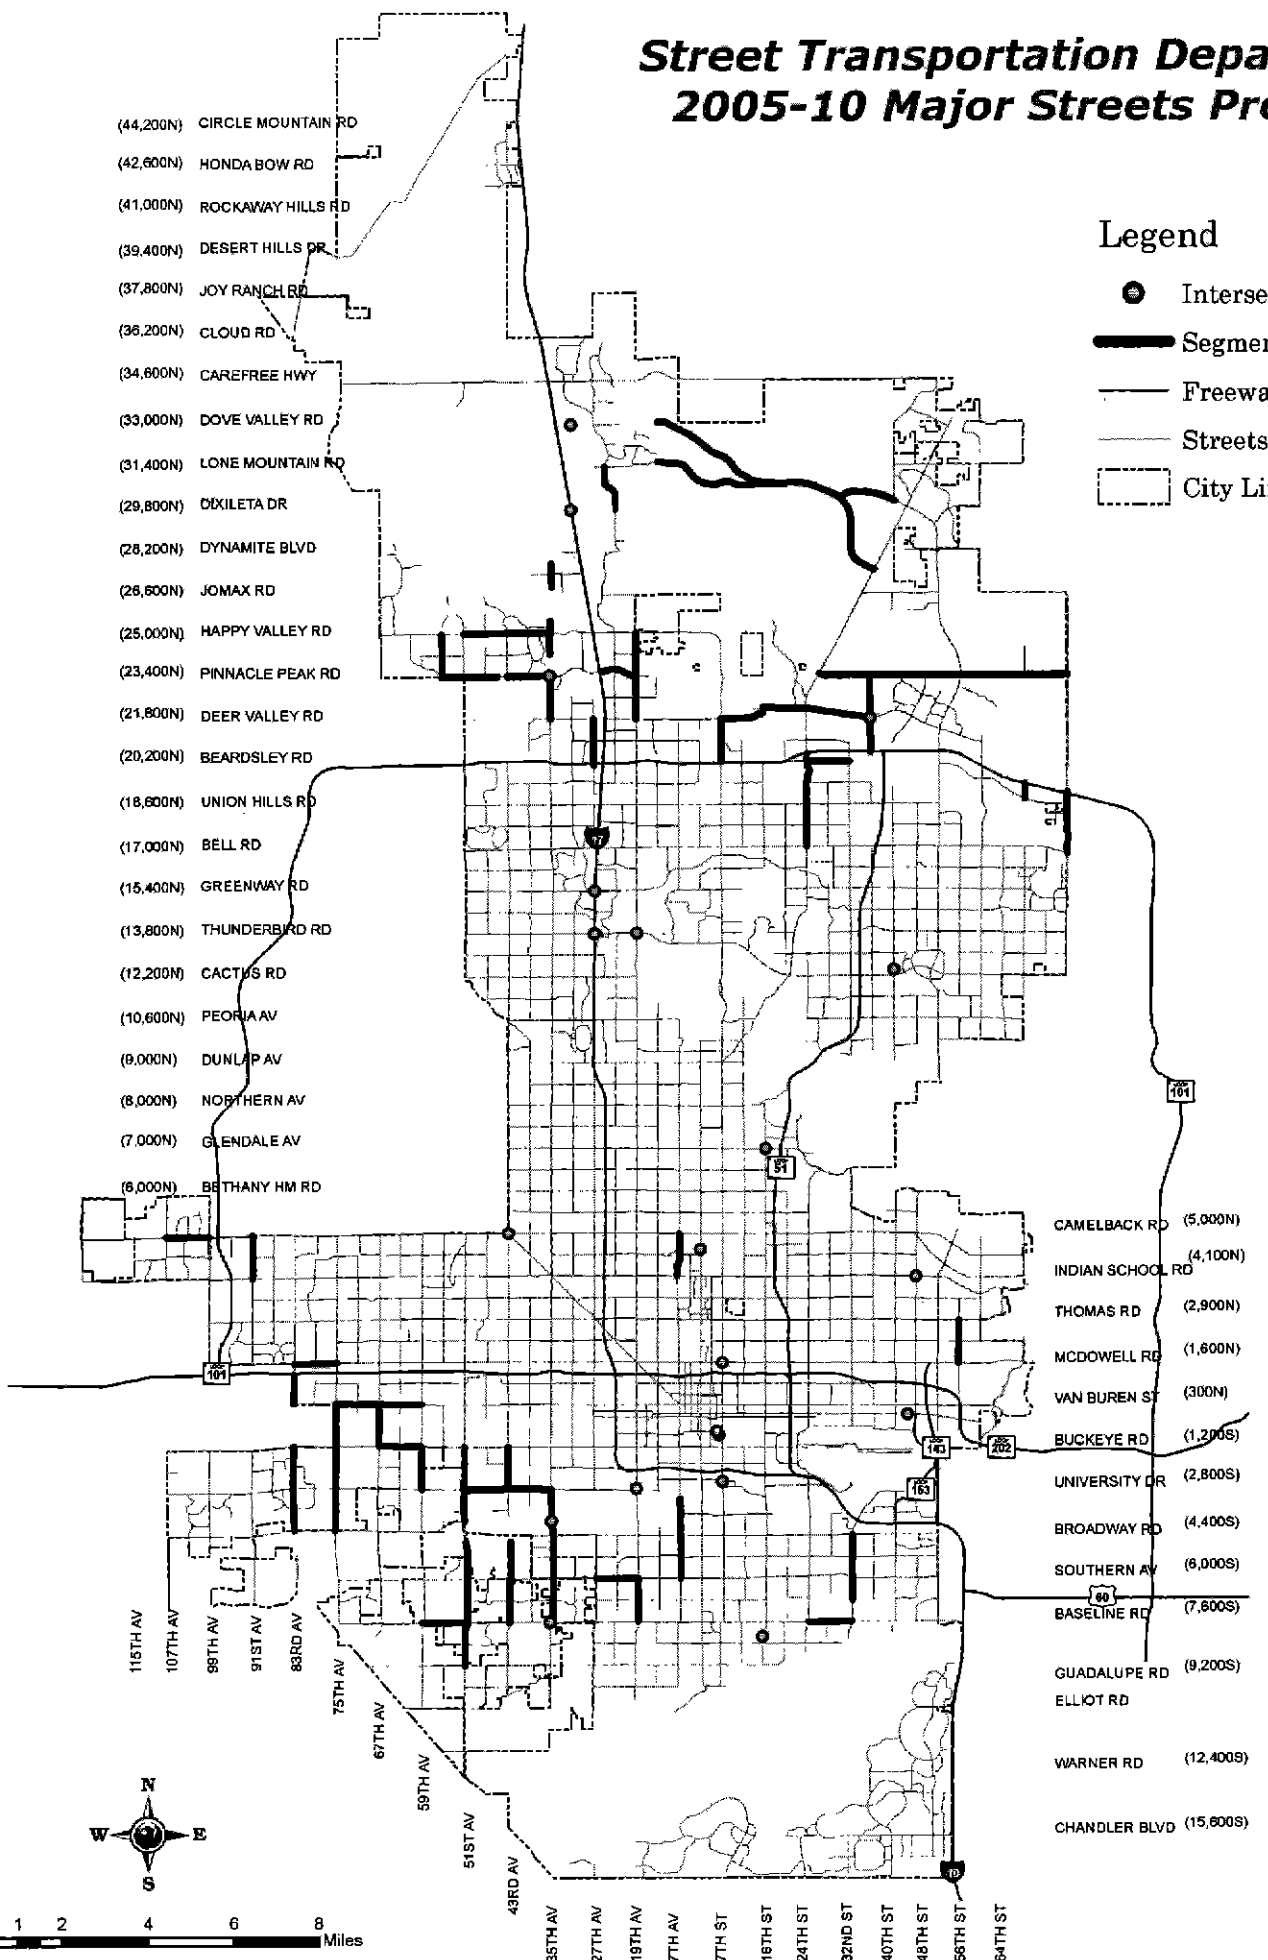 Street Transportation Depa
2005-10 Major Streets Pro
(44,200N) CIRCLE MOUNTAIN RD
(42,600N) HONDA BOW RD
(41,000N) ROCKAWAY HILLS RD
(39,400N) DESERT HILLS DR
(37,800N) JOY RANCH RD
(36,200N) CLOUD RD
(34,600N) CAREFREE HWY
(33,000N) DOVE VALLEY RD
(31,400N) LONE MOUNTAIN RD
(29,800N) DIXILETA DR
(28,200N) DYNAMITE BLVD
(26,600N) JOMAX RD
(25,000N) HAPPY VALLEY RD
(23,400N) PINNACLE PEAK RD
(21,800N) DEER VALLEY RD
(20,200N) BEARDSLEY RD
(18,600N) UNION HILLS RD
(17,000N) BELL RD
(15,400N) GREENWAY RD
(13,800N) THUNDERBIRD RD
(12,200N) CACTUS RD
(10,600N) PEORIA AV
(9,000N) DUNLAP AV
(8,000N) NORTHERN AV
(7,000N) GLENDALE AV
(6,000N) BETHANY HM RD
Legend
Interse
Segmen
Freewa
Streets
City Li
17
101
51
CAMELBACK RD (5,000N)
INDIAN SCHOOL RD (4,100N)
THOMAS RD (2,900N)
MCDOWELL RD (1,600N)
VAN BUREN ST (300N)
BUCKEYE RD (1,200S)
UNIVERSITY DR (2,800S)
BROADWAY RD (4,400S)
SOUTHERN AV (6,000S)
BASELINE RD (7,600S)
GUADALUPE RD (9,200S)
ELLIOT RD
WARNER RD (12,400S)
CHANDLER BLVD (15,600S)
101
143
202
153
60
10
115TH AV
107TH AV
99TH AV
91ST AV
83RD AV
75TH AV
67TH AV
59TH AV
51ST AV
43RD AV
35TH AV
27TH AV
19TH AV
7TH AV
7TH ST
16TH ST
24TH ST
32ND ST
40TH ST
48TH ST
56TH ST
64TH ST
N
W E
S
1 2 4 6 8 Miles